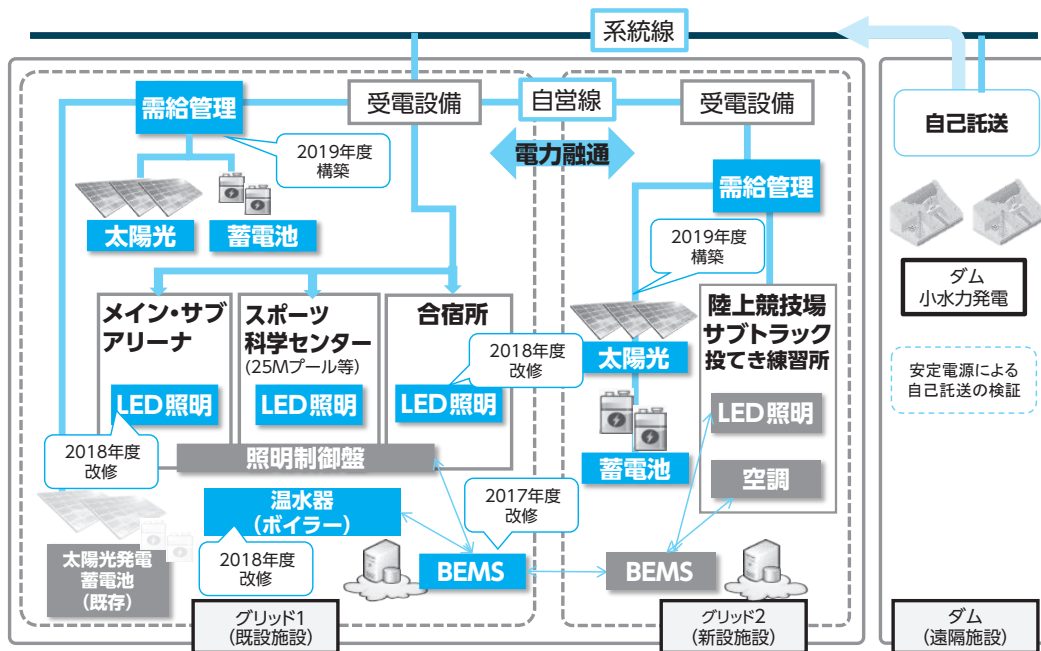 系統線
需給管理
受電設備
自営線
受電設備
自己託送
2019年度
構築
電力融通
太陽光
蓄電池
需給管理
2019年度
構築
ダム
小水力発電
メイン・サブ
アリーナ
スポーツ
科学センター
(25Mプール等)
合宿所
2018年度
改修
陸上競技場
サブトラック
投てき練習所
太陽光
安定電源による
自己託送の検証
LED照明
LED照明
LED照明
LED照明
2018年度
改修
照明制御盤
蓄電池
空調
温水器
(ボイラー)
2017年度
改修
太陽光発電
蓄電池
(既存)
2018年度
改修
BEMS
BEMS
グリッド1
(既設施設)
グリッド2
(新設施設)
ダム
(遠隔施設)